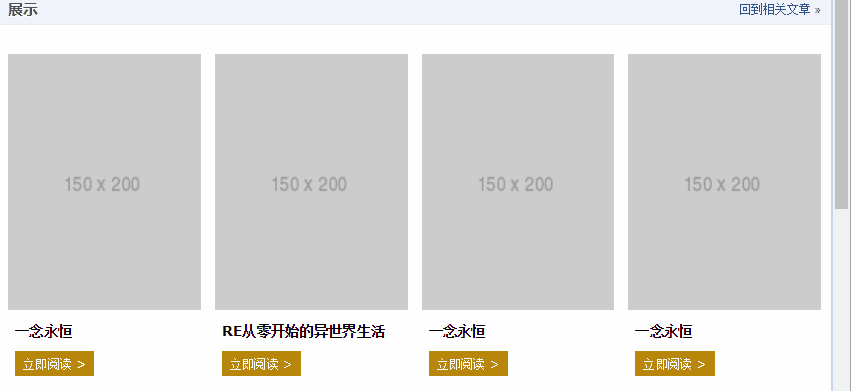 展示
回到相关文章 »
150 x 200
150 x 200
150 x 200
150 x 200
一念永恒
RE从零开始的异世界生活
一念永恒
一念永恒
立即阅读 >
立即阅读 >
立即阅读 >
立即阅读 >